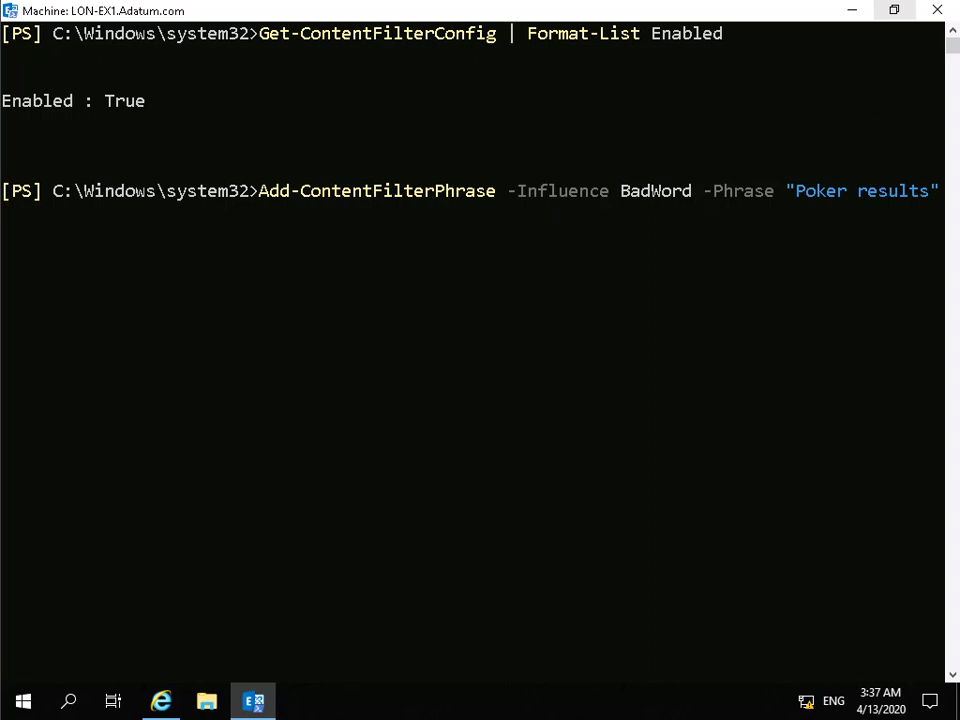 Machine: LON-EX1.Adatum.com
[PS] C:\Windows\system32>Get-ContentFilterConfig | Format-List Enabled
Enabled : True
[PS] C:\Windows\system32>Add-ContentFilterPhrase -Influence BadWord -Phrase "Poker results"
ENG
3:37 AM
4/13/2020